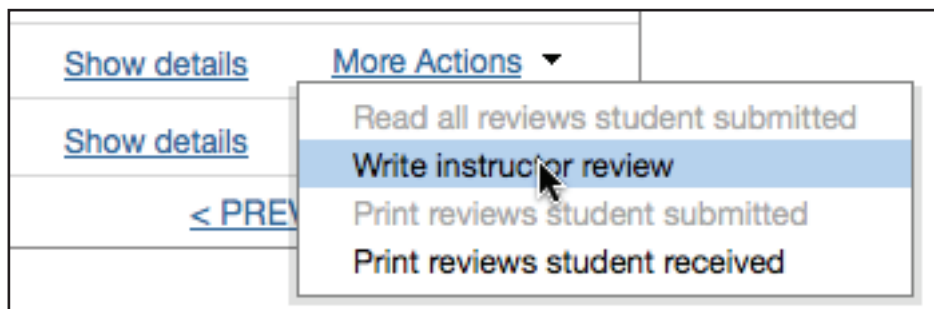 Show details More Actions
Read all reviews student submitted
Show details
Write instructor review
< PREV
Print reviews student submitted
Print reviews student received